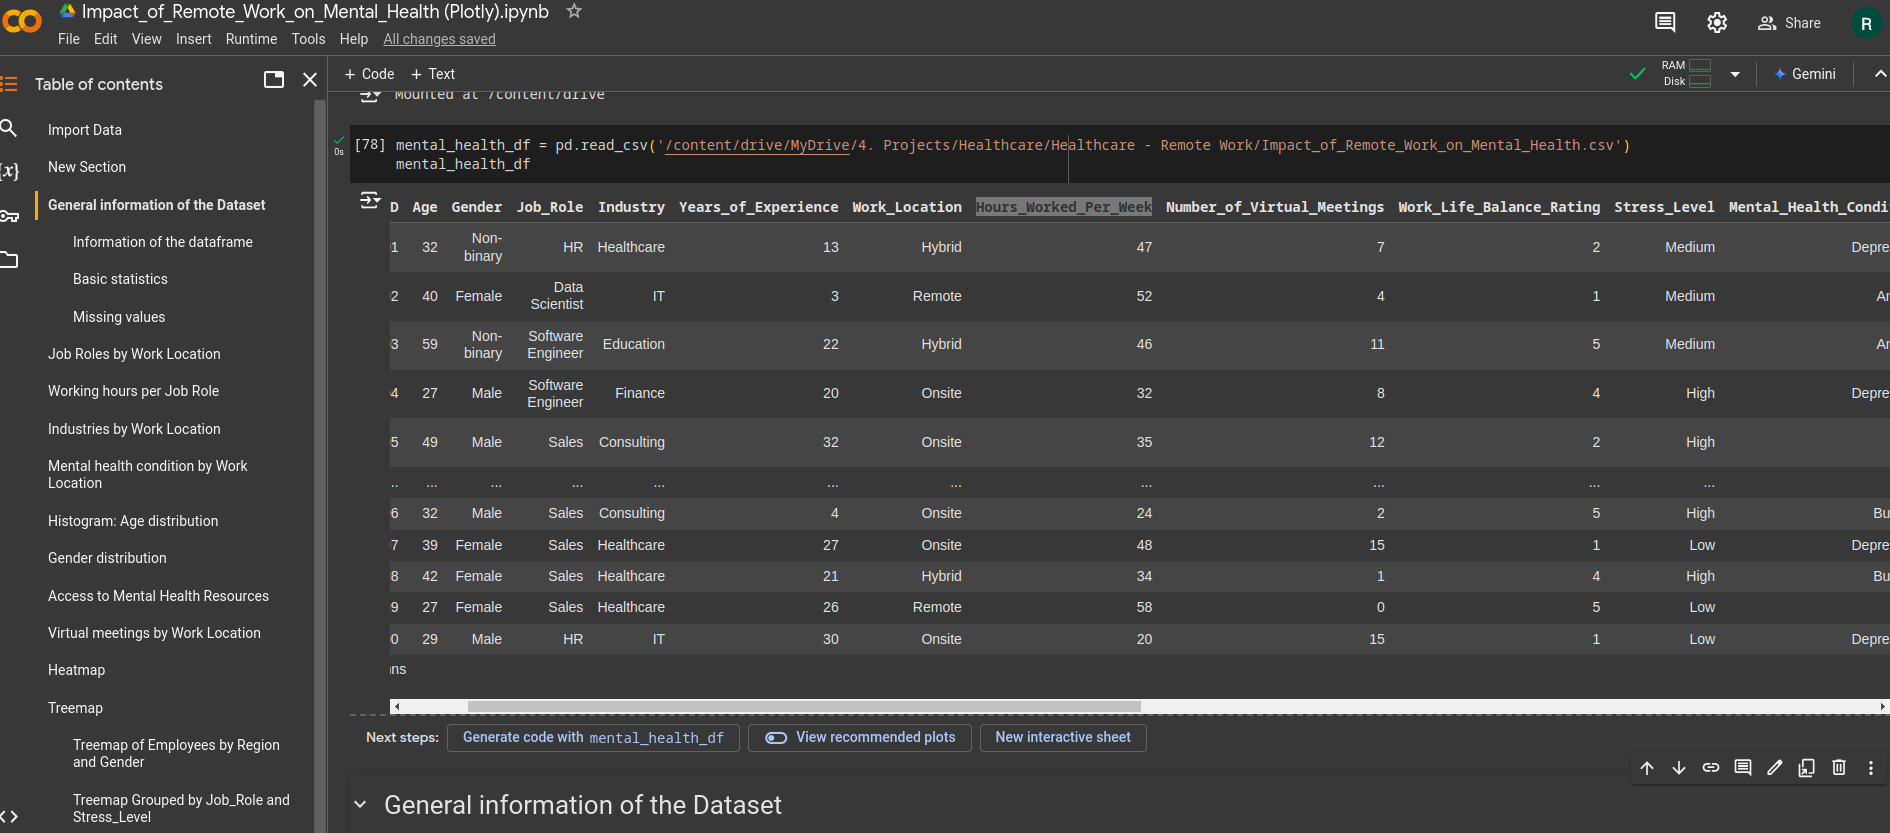 Impact_of_Remote_Work_on_Mental_Health (Plotly).ipynb
File Edit View Insert Runtime Tools Help All changes saved
Share
R
Table of contents
Import Data
New Section
General information of the Dataset
Information of the dataframe
Basic statistics
Missing values
Job Roles by Work Location
Working hours per Job Role
Industries by Work Location
Mental health condition by Work
Location
Histogram: Age distribution
Gender distribution
Access to Mental Health Resources
Virtual meetings by Work Location
Heatmap
Treemap
Treemap of Employees by Region
and Gender
Treemap Grouped by Job_Role and
Stress_Level
+ Code + Text
RAM
Disk
Gemini
Mounted at /content/drive
0s
[78] mental_health_df = pd.read_csv('/content/drive/MyDrive/4. Projects/Healthcare/Healthcare - Remote Work/Impact_of_Remote_Work_on_Mental_Health.csv')
mental_health_df
D Age Gender Job_Role Industry Years_of_Experience Work_Location Hours_Worked_Per_Week Number_of_Virtual_Meetings Work_Life_Balance_Rating Stress_Level Mental_Health_Condi
1 32 Non-binary HR Healthcare 13 Hybrid 47 7 2 Medium Depre
2 40 Female Data Scientist IT 3 Remote 52 4 1 Medium Ar
3 59 Non-binary Software Engineer Education 22 Hybrid 46 11 5 Medium Ar
4 27 Male Software Engineer Finance 20 Onsite 32 8 4 High Depre
5 49 Male Sales Consulting 32 Onsite 35 12 2 High
.. ... ... ... ... ... ... ... ... ... ...
6 32 Male Sales Consulting 4 Onsite 24 2 5 High Bu
7 39 Female Sales Healthcare 27 Onsite 48 15 1 Low Depre
8 42 Female Sales Healthcare 21 Hybrid 34 1 4 High Bu
9 27 Female Sales Healthcare 26 Remote 58 0 5 Low
0 29 Male HR IT 30 Onsite 20 15 1 Low Depre
ns
Next steps: Generate code with mental_health_df View recommended plots New interactive sheet
General information of the Dataset